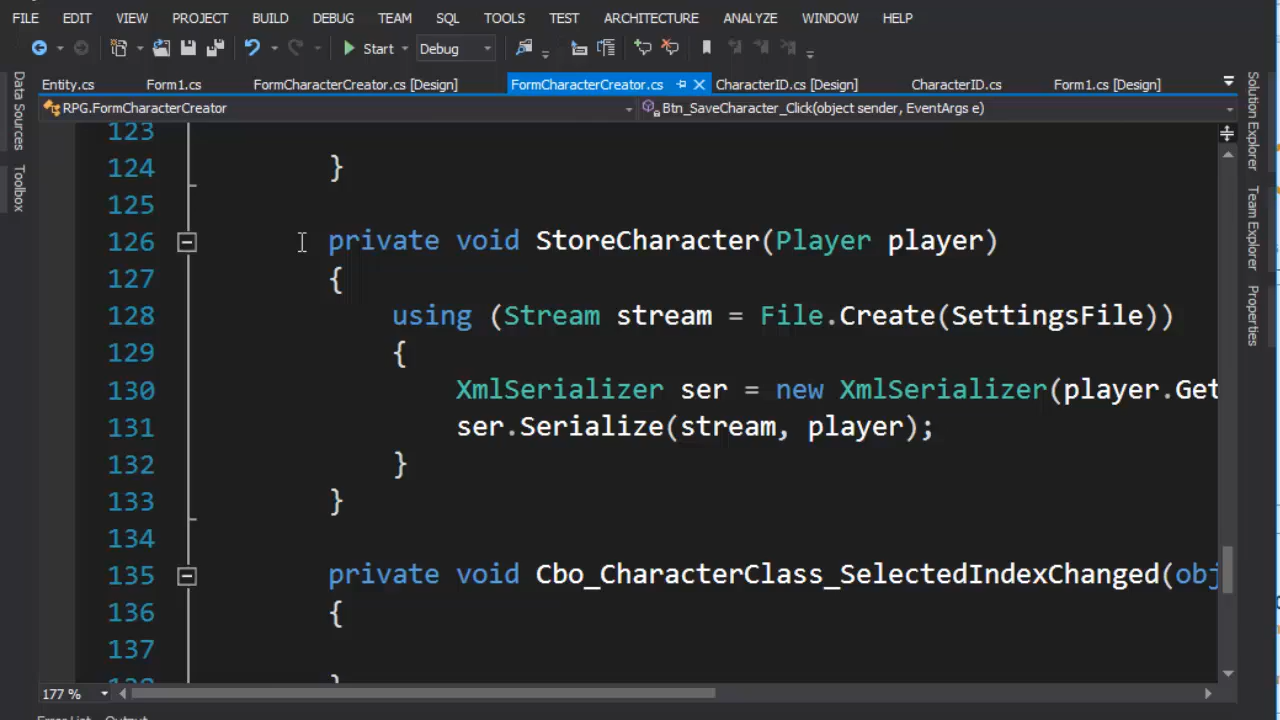 FILE EDIT VIEW PROJECT BUILD DEBUG TEAM SQL TOOLS TEST ARCHITECTURE ANALYZE WINDOW HELP
Start Debug
Entity.cs Form1.cs FormCharacterCreator.cs [Design] FormCharacterCreator.cs CharacterID.cs [Design] CharacterID.cs Form1.cs [Design]
RPG.FormCharacterCreator Btn_SaveCharacter_Click(object sender, EventArgs e)
Data Sources
Toolbox
Solution Explorer
Team Explorer
Properties
123
124 }
125
126 private void StoreCharacter(Player player)
127 {
128 using (Stream stream = File.Create(SettingsFile))
129 {
130 XmlSerializer ser = new XmlSerializer(player.Get
131 ser.Serialize(stream, player);
132 }
133 }
134
135 private void Cbo_CharacterClass_SelectedIndexChanged(obj
136 {
137
138 }
177 %
Error List Output